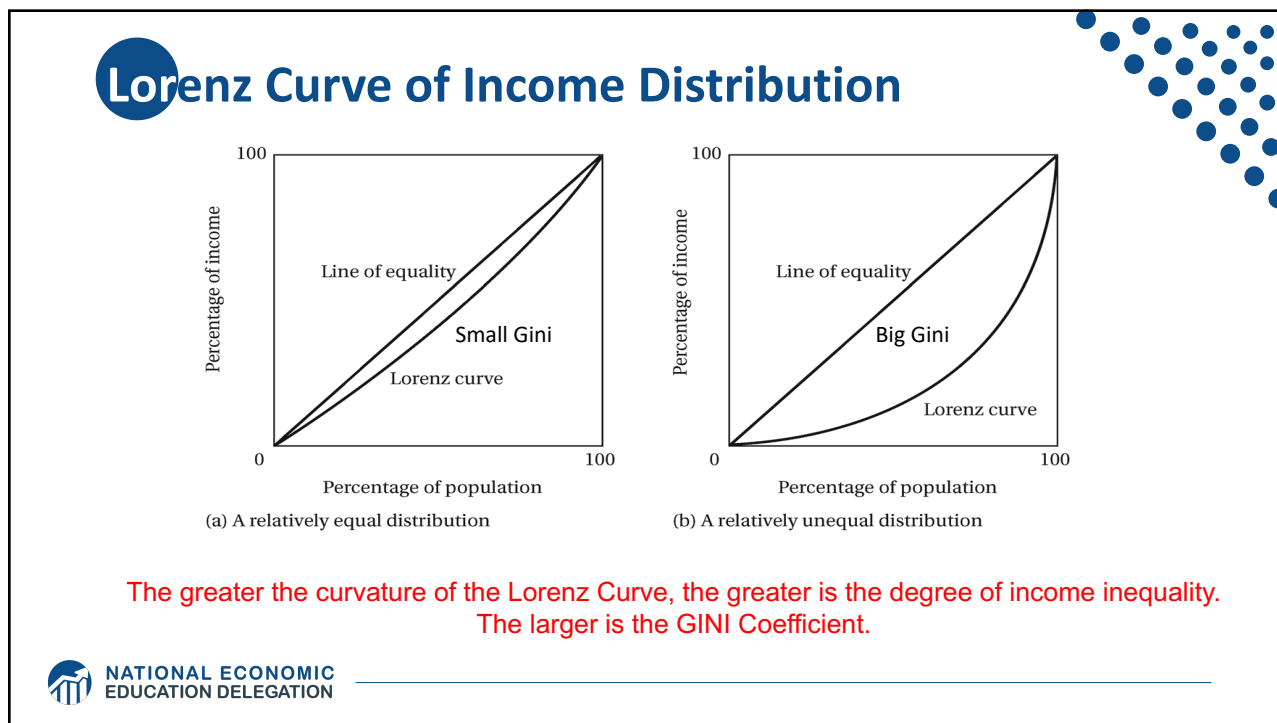 Lorenz Curve of Income Distribution
100
Percentage of income
Line of equality
Small Gini
Lorenz curve
0
100
Percentage of population
(a) A relatively equal distribution
100
Percentage of income
Line of equality
Big Gini
Lorenz curve
0
100
Percentage of population
(b) A relatively unequal distribution
The greater the curvature of the Lorenz Curve, the greater is the degree of income inequality.
The larger is the GINI Coefficient.
NATIONAL ECONOMIC
EDUCATION DELEGATION